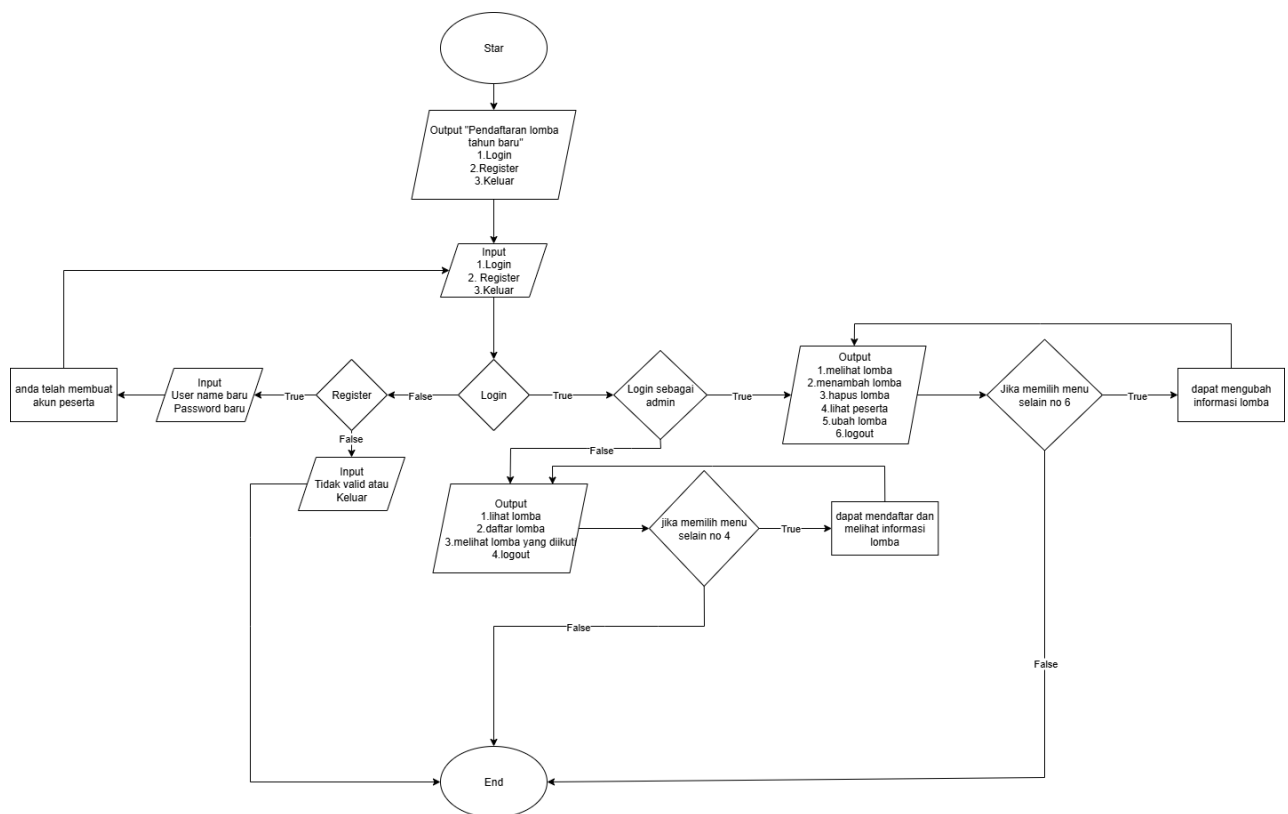 Star
Output "Pendaftaran lomba
tahun baru"
1.Login
2.Register
3.Keluar
Input
1.Login
2. Register
3.Keluar
anda telah membuat
akun peserta
Input
User name baru
Password baru
True
Register
False
Login
True
Login sebagai
admin
True
Output
1.melihat lomba
2.menambah lomba
3.hapus lomba
4.lihat peserta
5.ubah lomba
6.logout
Jika memilih menu
selain no 6
True
dapat mengubah
informasi lomba
False
Input
Tidak valid atau
Keluar
False
Output
1.lihat lomba
2.daftar lomba
3.melihat lomba yang diikuti
4.logout
jika memilih menu
selain no 4
True
dapat mendaftar dan
melihat informasi
lomba
False
False
End